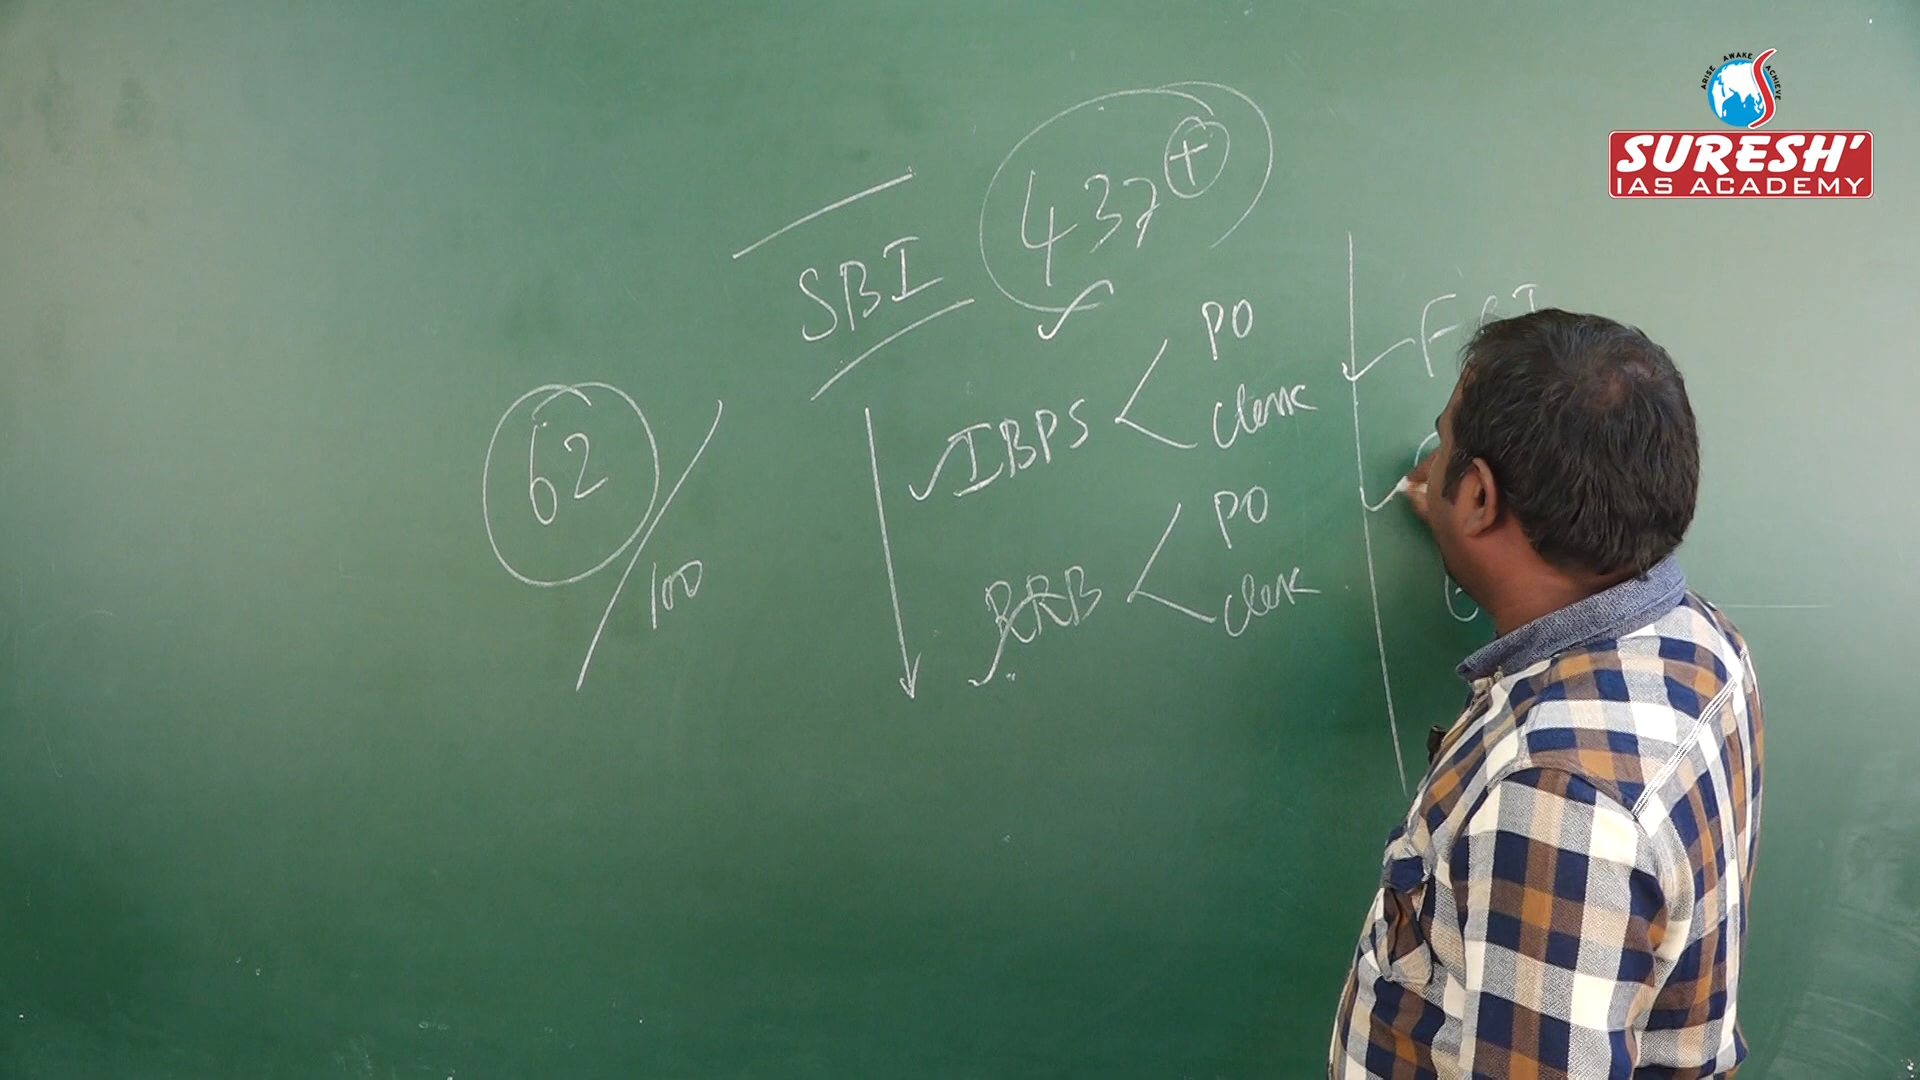 ARISE AWAKE ACHIEVE
SURESH'
IAS ACADEMY
437+
SBI
PO
IBPS
Clerk
62
/100
PO
RRB
Clerk